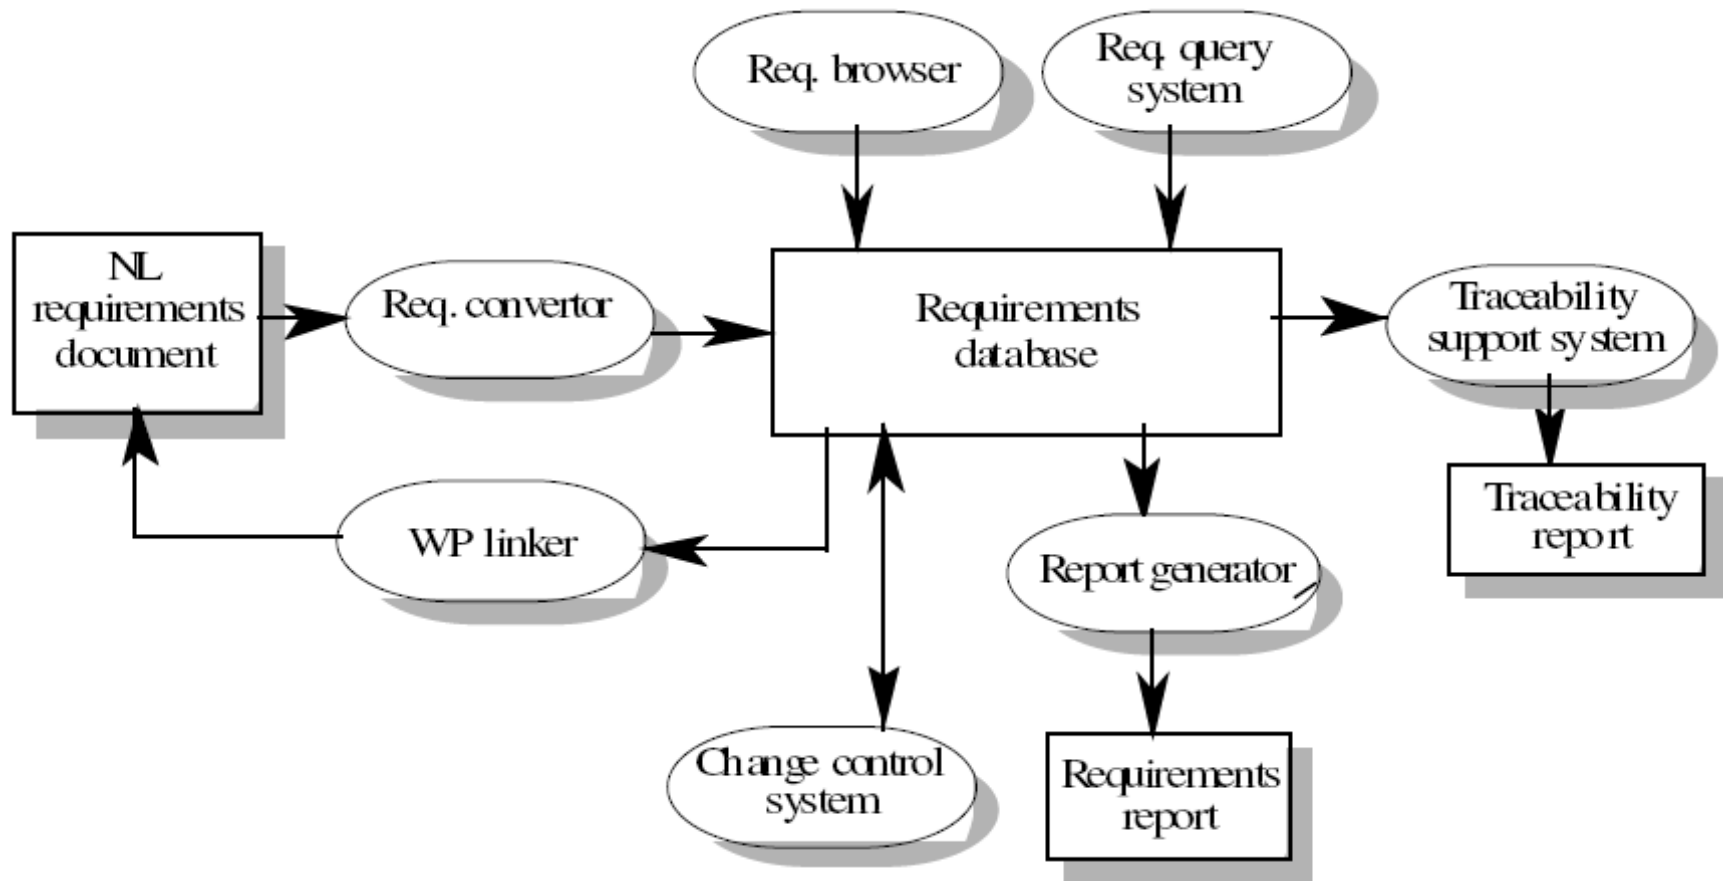 Req. browser
Req. query
system
NL
requirements
document
Req. convertor
Requirements
database
Traceability
support system
Traceability
report
WP linker
Report generator
Change control
system
Requirements
report